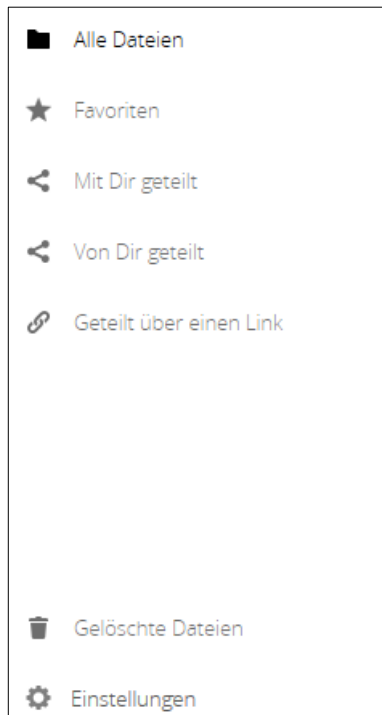 Alle Dateien
Favoriten
Mit Dir geteilt
Von Dir geteilt
Geteilt über einen Link
Gelöschte Dateien
Einstellungen